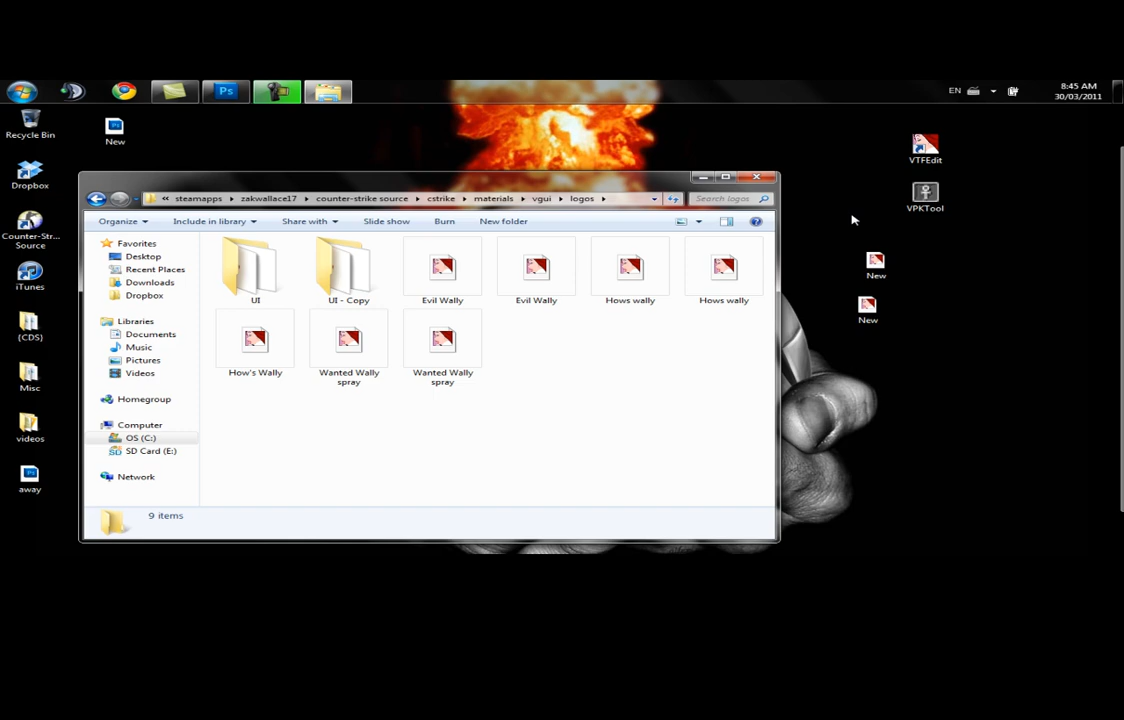 Ps
EN
8:45 AM
30/03/2011
Recycle Bin
New
Dropbox
Counter-Str...
Source
iTunes
(CDS)
Misc
videos
away
« steamapps zakwallace17 counter-strike source cstrike materials vgui logos
Search logos
Organize Include in library Share with Slide show Burn New folder
Favorites
Desktop
Recent Places
Downloads
Dropbox
Libraries
Documents
Music
Pictures
Videos
Homegroup
Computer
OS (C:)
SD Card (E:)
Network
UI
UI - Copy
Evil Wally
Evil Wally
Hows wally
Hows wally
How's Wally
Wanted Wally
spray
Wanted Wally
spray
9 items
VTFEdit
VPKTool
New
New